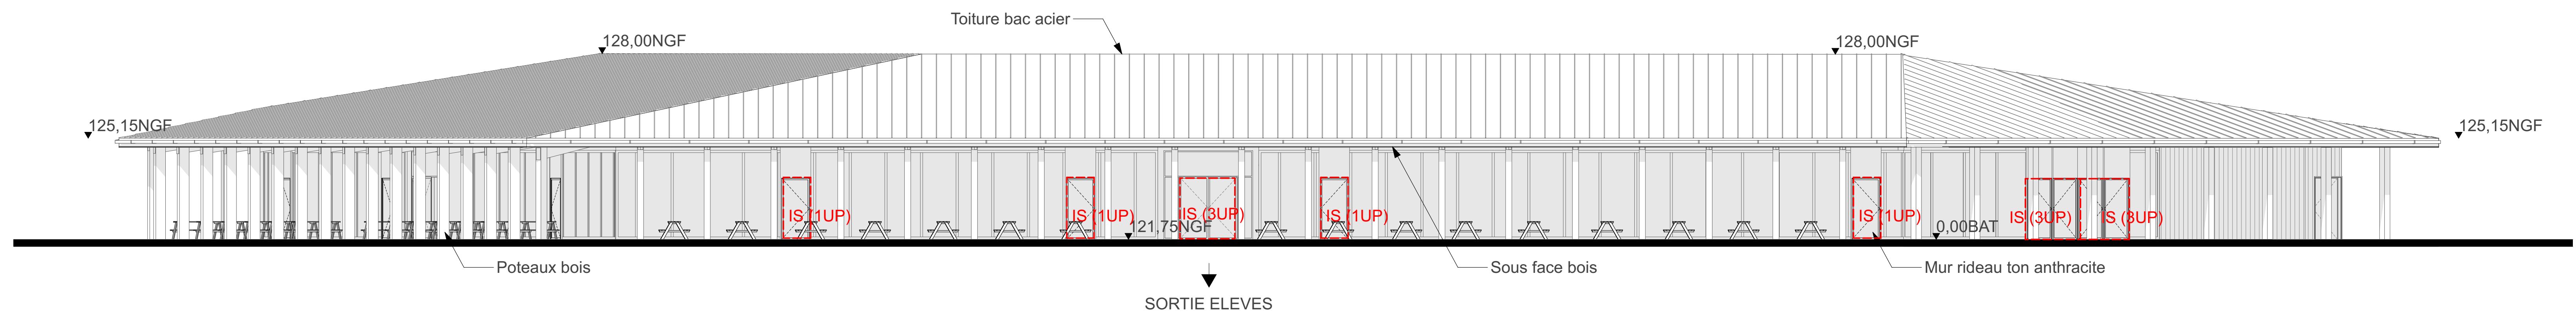 Toiture bac acier
128,00NGF
128,00NGF
125,15NGF
125,15NGF
IS (1UP)
IS (1UP)
IS (3UP)
IS (1UP)
IS (1UP)
IS (3UP)
IS (3UP)
121,75NGF
0,00BAT
Poteaux bois
Sous face bois
Mur rideau ton anthracite
SORTIE ELEVES